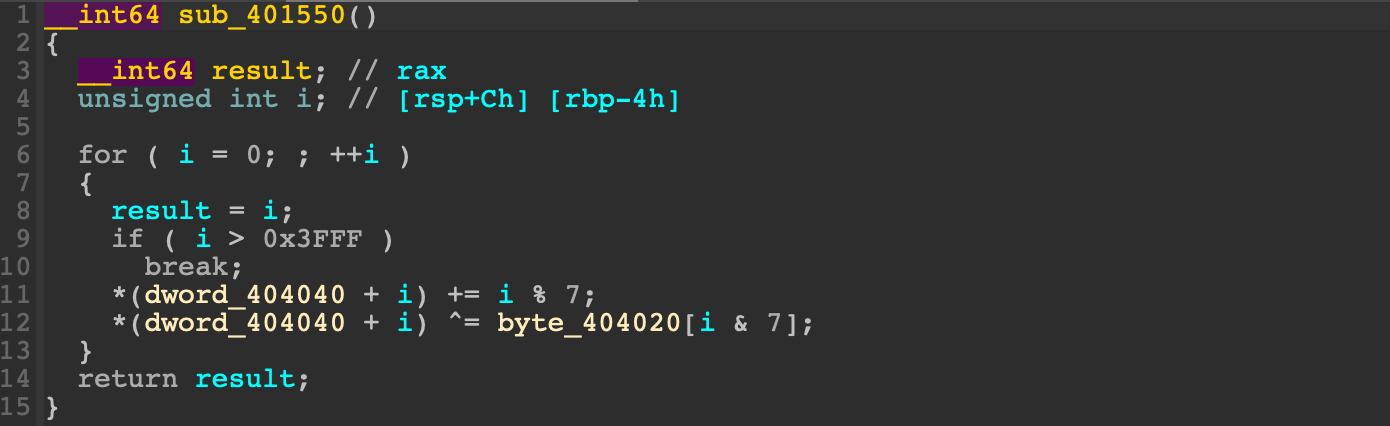 1 __int64 sub_401550()
2 {
3   __int64 result; // rax
4   unsigned int i; // [rsp+Ch] [rbp-4h]
5
6   for ( i = 0; ; ++i )
7   {
8     result = i;
9     if ( i > 0x3FFF )
10       break;
11     *(dword_404040 + i) += i % 7;
12     *(dword_404040 + i) ^= byte_404020[i & 7];
13   }
14   return result;
15 }